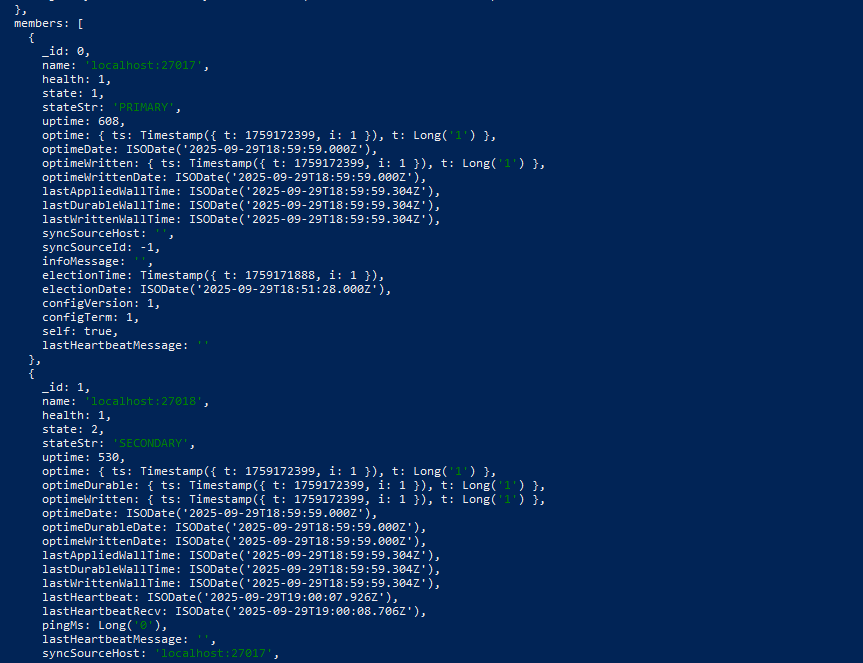 },
members: [
{
_id: 0,
name: 'localhost:27017',
health: 1,
state: 1,
stateStr: 'PRIMARY',
uptime: 608,
optime: { ts: Timestamp({ t: 1759172399, i: 1 }), t: Long('1') },
optimeDate: ISODate('2025-09-29T18:59:59.000Z'),
optimeWritten: { ts: Timestamp({ t: 1759172399, i: 1 }), t: Long('1') },
optimeWrittenDate: ISODate('2025-09-29T18:59:59.000Z'),
lastAppliedWallTime: ISODate('2025-09-29T18:59:59.304Z'),
lastDurableWallTime: ISODate('2025-09-29T18:59:59.304Z'),
lastWrittenWallTime: ISODate('2025-09-29T18:59:59.304Z'),
syncSourceHost: '',
syncSourceId: -1,
infoMessage: '',
electionTime: Timestamp({ t: 1759171888, i: 1 }),
electionDate: ISODate('2025-09-29T18:51:28.000Z'),
configVersion: 1,
configTerm: 1,
self: true,
lastHeartbeatMessage: ''
},
{
_id: 1,
name: 'localhost:27018',
health: 1,
state: 2,
stateStr: 'SECONDARY',
uptime: 530,
optime: { ts: Timestamp({ t: 1759172399, i: 1 }), t: Long('1') },
optimeDurable: { ts: Timestamp({ t: 1759172399, i: 1 }), t: Long('1') },
optimeWritten: { ts: Timestamp({ t: 1759172399, i: 1 }), t: Long('1') },
optimeDate: ISODate('2025-09-29T18:59:59.000Z'),
optimeDurableDate: ISODate('2025-09-29T18:59:59.000Z'),
optimeWrittenDate: ISODate('2025-09-29T18:59:59.000Z'),
lastAppliedWallTime: ISODate('2025-09-29T18:59:59.304Z'),
lastDurableWallTime: ISODate('2025-09-29T18:59:59.304Z'),
lastWrittenWallTime: ISODate('2025-09-29T18:59:59.304Z'),
lastHeartbeat: ISODate('2025-09-29T19:00:07.926Z'),
lastHeartbeatRecv: ISODate('2025-09-29T19:00:08.706Z'),
pingMs: Long('0'),
lastHeartbeatMessage: '',
syncSourceHost: 'localhost:27017',